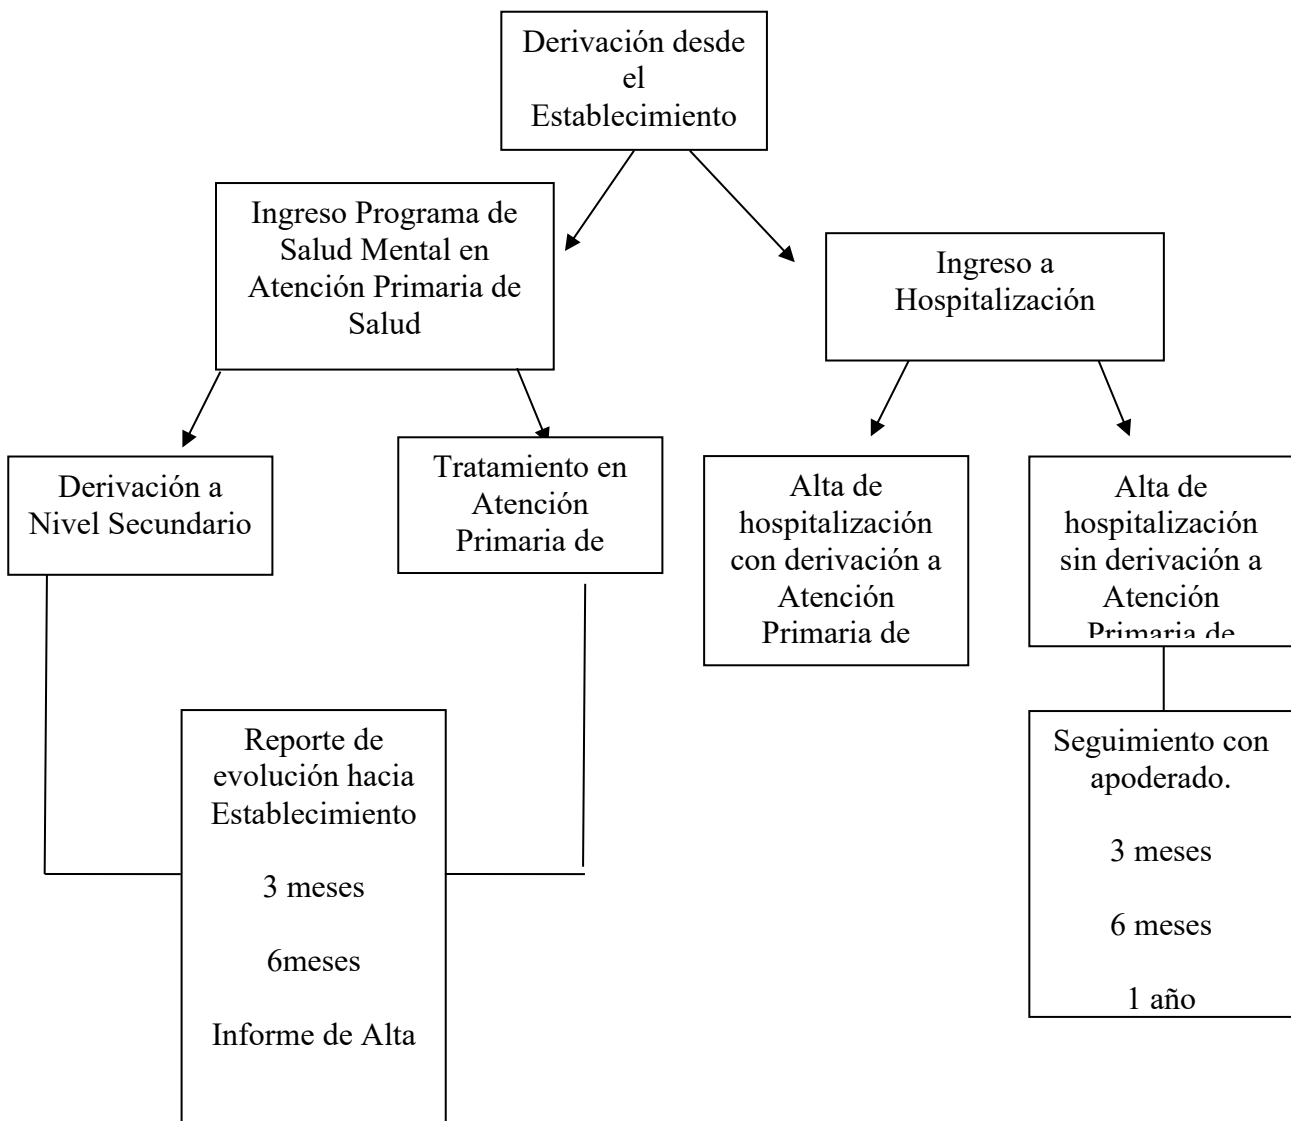 Derivación desde
el
Establecimiento
Ingreso Programa de
Salud Mental en
Atención Primaria de
Salud
Ingreso a
Hospitalización
Derivación a
Nivel Secundario
Tratamiento en
Atención
Primaria de
Alta de
hospitalización
con derivación a
Atención
Primaria de
Alta de
hospitalización
sin derivación a
Atención
Primaria de
Reporte de
evolución hacia
Establecimiento
3 meses
6meses
Informe de Alta
Seguimiento con
apoderado.
3 meses
6 meses
1 año